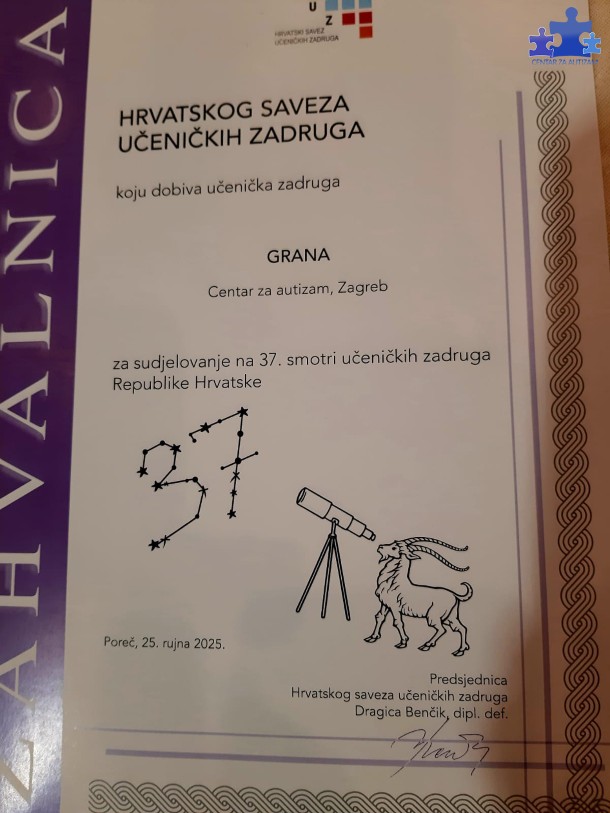 ZAHVALNICA
U
Z
HRVATSKI SAVEZ
UČENIČKIH ZADRUGA
CENTAR ZA AUTIZAM
HRVATSKOG SAVEZA
UČENIČKIH ZADRUGA
koju dobiva učenička zadruga
GRANA
Centar za autizam, Zagreb
za sudjelovanje na 37. smotri učeničkih zadruga
Republike Hrvatske
37
Poreč, 25. rujna 2025.
Predsjednica
Hrvatskog saveza učeničkih zadruga
Dragica Benčik, dipl. def.